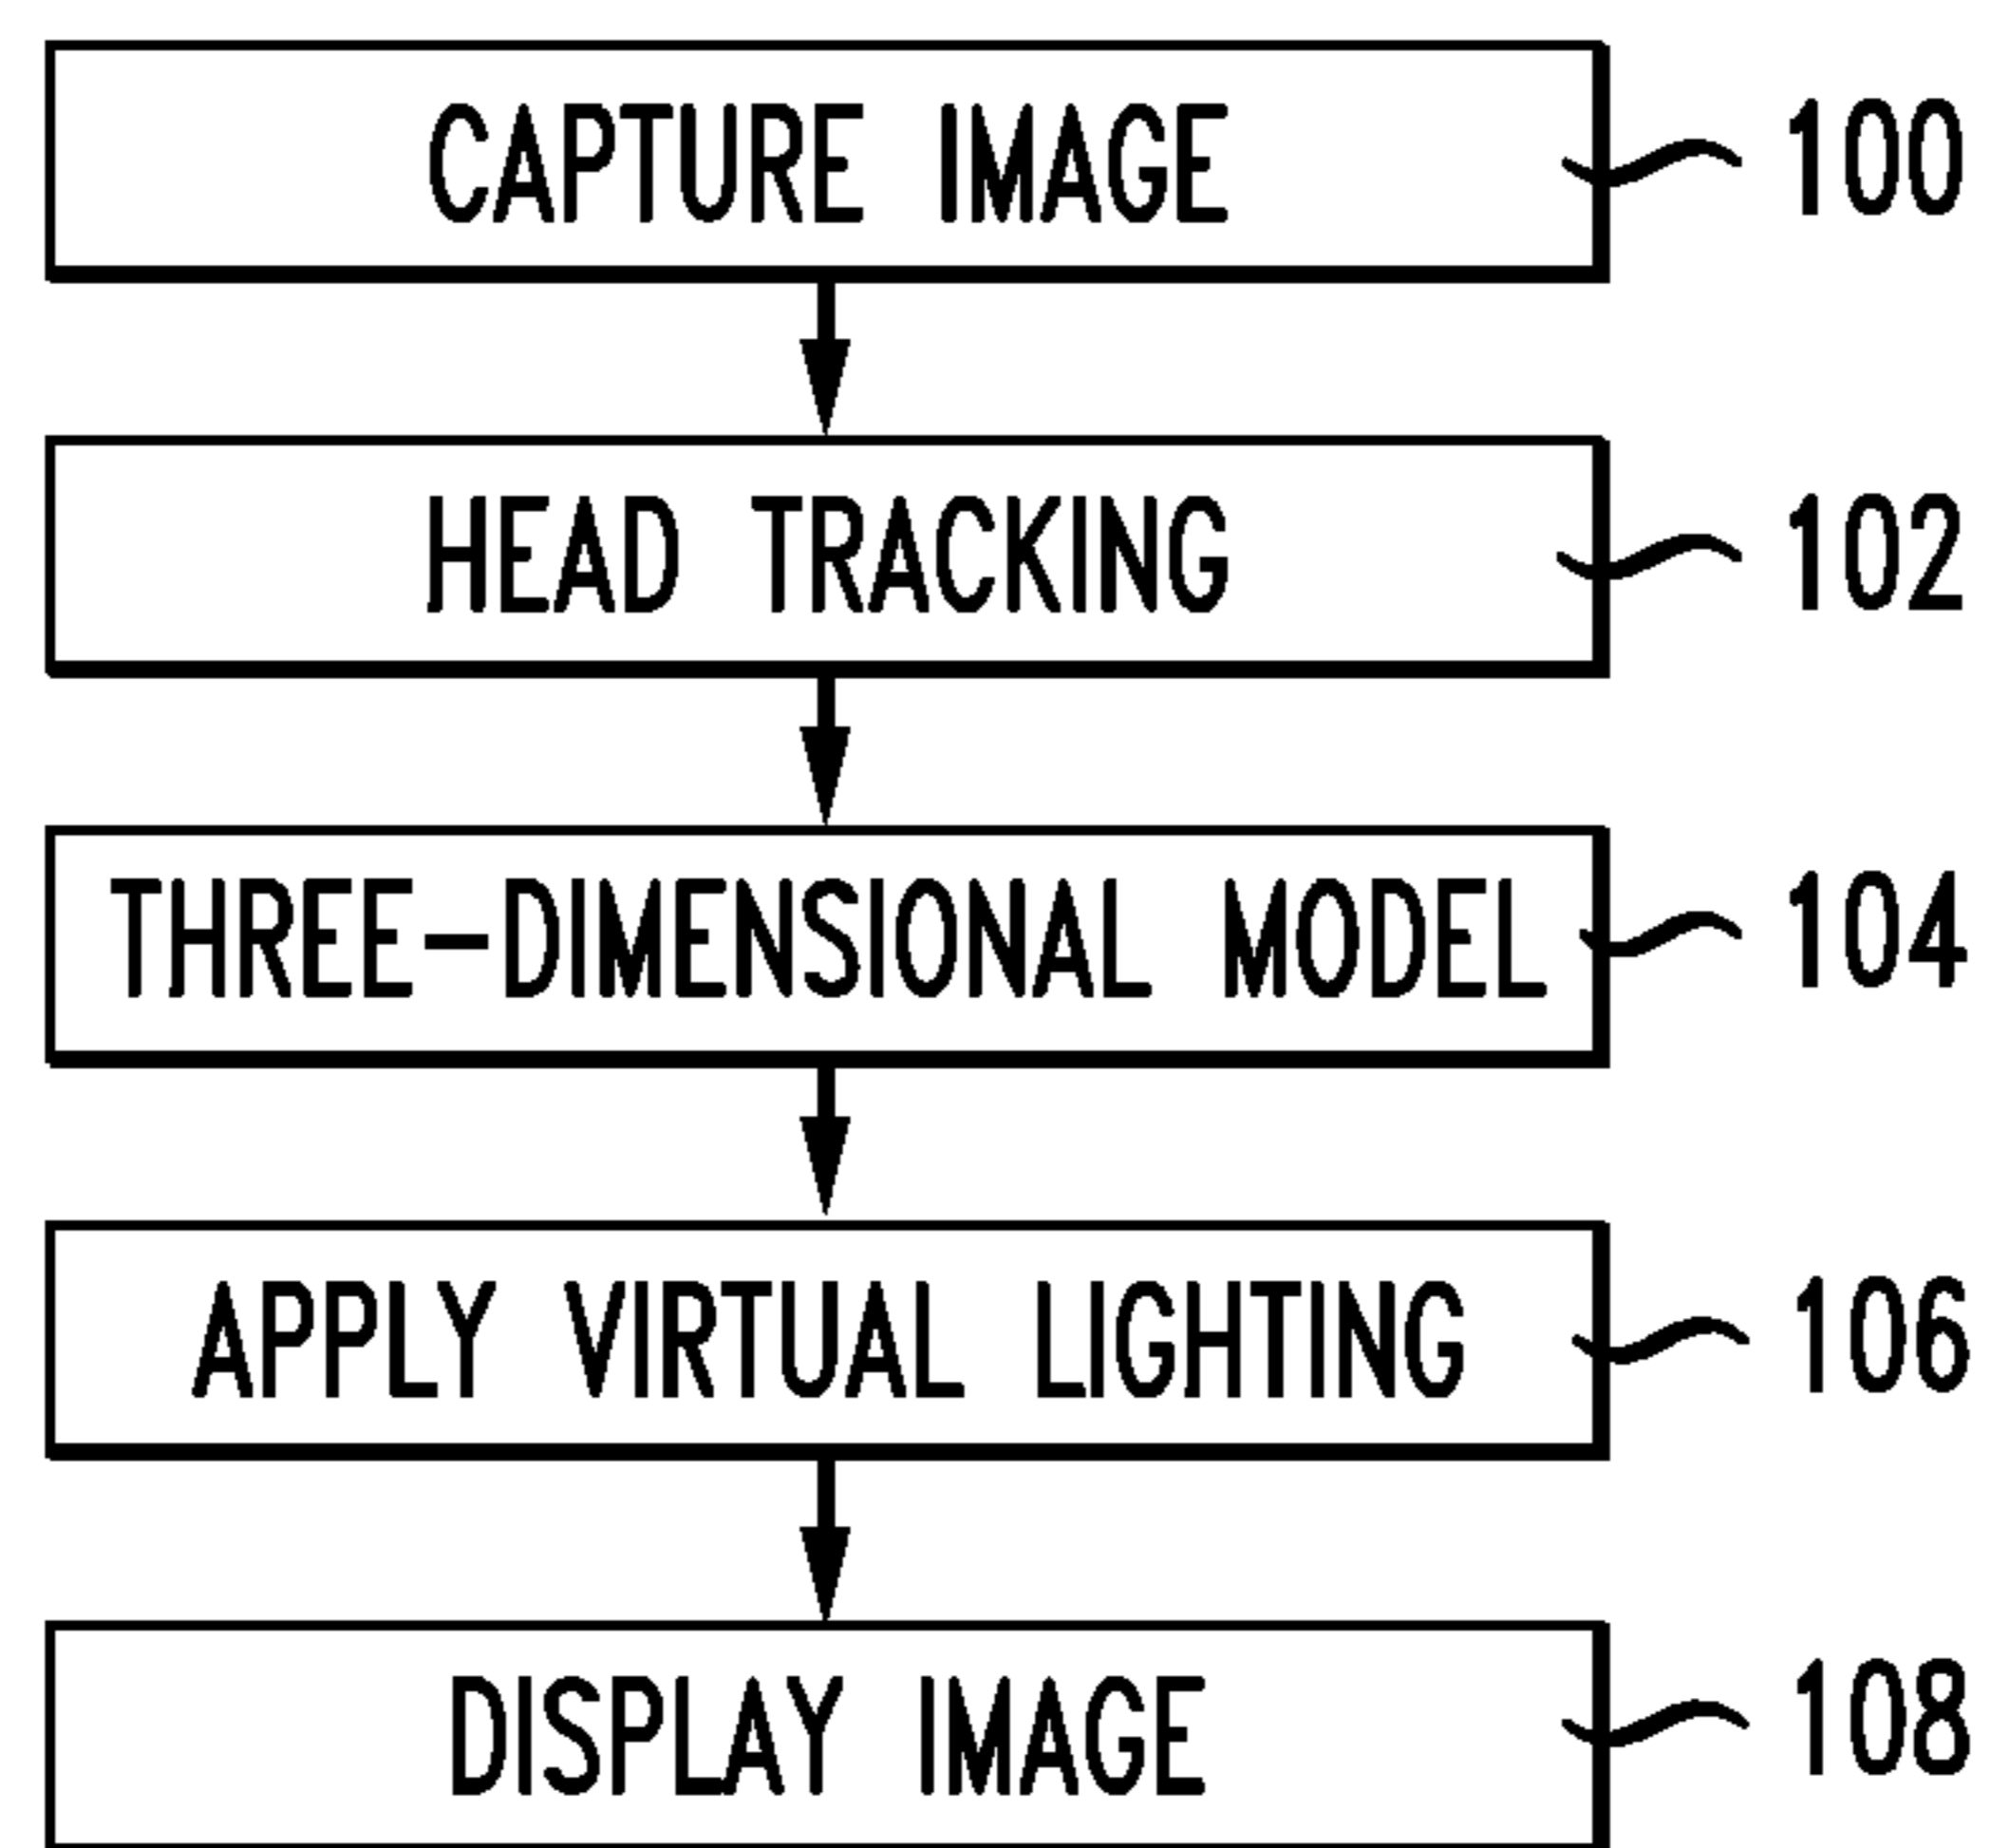 CAPTURE IMAGE 100
HEAD TRACKING 102
THREE-DIMENSIONAL MODEL 104
APPLY VIRTUAL LIGHTING 106
DISPLAY IMAGE 108